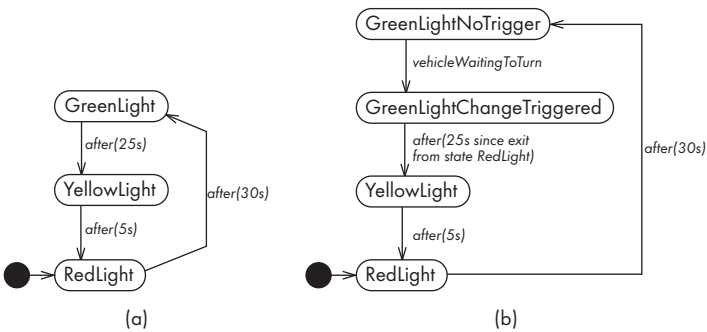 GreenLight
after(25s)
YellowLight
after(30s)
after(5s)
RedLight
(a)
GreenLightNoTrigger
vehicleWaitingToTurn
GreenLightChangeTriggered
after(25s since exit
from state RedLight)
after(30s)
YellowLight
after(5s)
RedLight
(b)